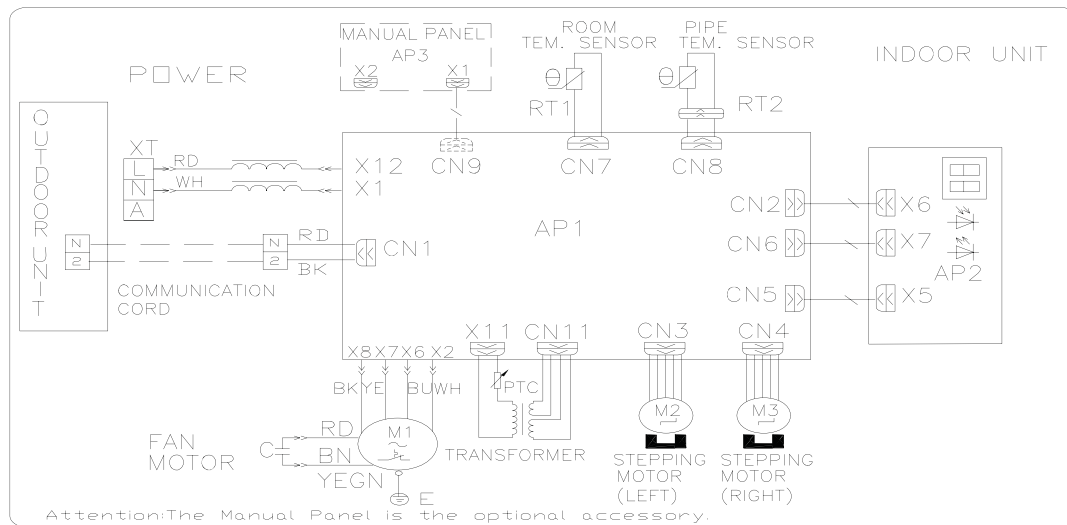 POWER
MANUAL PANEL
AP3
X2
X1
ROOM
TEM. SENSOR
PIPE
TEM. SENSOR
INDOOR UNIT
θ
RT1
θ
RT2
OUTDOOR UNIT
XT
L
N
A
RD
WH
X12
X1
CN9
CN7
CN8
AP1
CN2
X6
CN6
X7
AP2
CN5
X5
N
2
N
2
RD
BK
CN1
COMMUNICATION
CORD
X8 X7 X6 X2
X11
CN11
CN3
CN4
BK YE BU WH
PTC
TRANSFORMER
FAN
MOTOR
C
RD
BN
YEGN
M1
E
M2
STEPPING
MOTOR
(LEFT)
M3
STEPPING
MOTOR
(RIGHT)
Attention:The Manual Panel is the optional accessory.